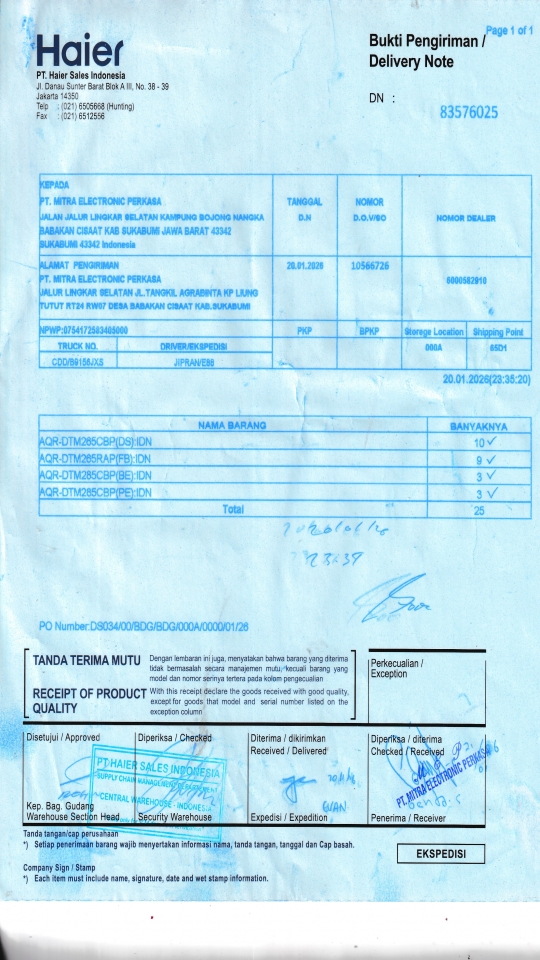 Page 1 of 1
Haier
Bukti Pengiriman /
Delivery Note
PT. Haier Sales Indonesia
Jl. Danau Sunter Barat Blok A III, No. 38 - 39
Jakarta 14350
Telp : (021) 6505668 (Hunting)
Fax : (021) 6512556
DN :
83576025
KEPADA
PT. MITRA ELECTRONIC PERKASA
JALAN JALUR LINGKAR SELATAN KAMPUNG BOJONG NANGKA
BABAKAN CISAAT KAB SUKABUMI JAWA BARAT 43342
SUKABUMI 43342 Indonesia
TANGGAL
D.N
NOMOR
D.O.V/SO
NOMOR DEALER
ALAMAT PENGIRIMAN
PT. MITRA ELECTRONIC PERKASA
JALUR LINGKAR SELATAN JL.TANGKIL AGRABINTA KP LIUNG
TUTUT RT24 RW07 DESA BABAKAN CISAAT KAB.SUKABUMI
20.01.2026
10566726
NPWP:0754172583405000
PKP
BPKP
Storege Location
Shipping Point
TRUCK NO.
DRIVER/EKSPEDISI
000A
65D1
CDD/B9156JXS
JIPRAN/E88
20.01.2026(23:35:20)
NAMA BARANG
BANYAKNYA
AQR-DTM265CBP(DS):IDN 10 ✓
AQR-DTM265RAP(FB):IDN 9 ✓
AQR-DTM265CBP(BE):IDN 3 ✓
AQR-DTM265CBP(PE):IDN 3 ✓
Total 25
PO Number:DS034/00/BDG/BDG/000A/0000/01/26
TANDA TERIMA MUTU
Dengan lembaran ini juga, menyatakan bahwa barang yang diterima
tidak bermasalah secara manajemen mutu, kecuali barang yang
model dan nomor serinya tertera pada kolom pengecualian
RECEIPT OF PRODUCT
QUALITY
With this receipt declare the goods received with good quality,
except for goods that model and serial number listed on the
exception column
Perkecualian /
Exception
Disetujui / Approved
Diperiksa / Checked
Diterima / dikirimkan
Received / Delivered
Diperiksa / diterima
Checked / Received
PT HAIER SALES INDONESIA
SUPPLY CHAIN MANAGEMENT DEPARTMENT
CENTRAL WAREHOUSE - INDONESIA
PT. MITRA ELECTRONIC PERKASA
Kep. Bag. Gudang
Warehouse Section Head
Security Warehouse
Expedisi / Expedition
Penerima / Receiver
Tanda tangan/cap perusahaan
*) Setiap penerimaan barang wajib menyertakan informasi nama, tanda tangan, tanggal dan Cap basah.
EKSPEDISI
Company Sign / Stamp
*) Each item must include name, signature, date and wet stamp information.